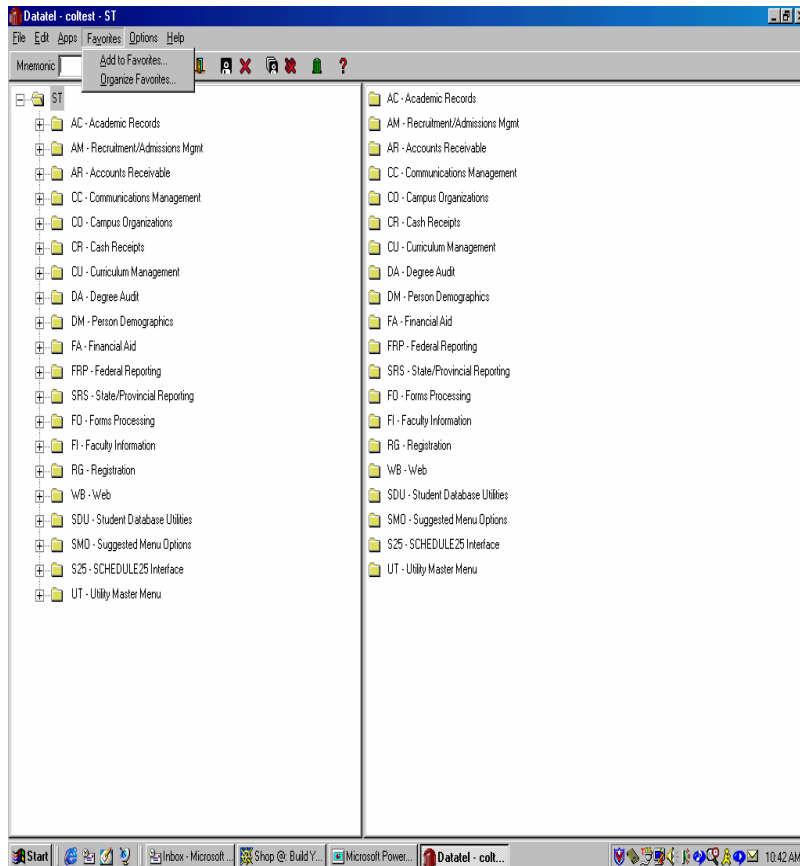 Datatel - coltest - ST
File Edit Apps Favorites Options Help
Mnemonic
Add to Favorites...
Organize Favorites...
?
ST
AC - Academic Records
AM - Recruitment/Admissions Mgmt
AR - Accounts Receivable
CC - Communications Management
CO - Campus Organizations
CR - Cash Receipts
CU - Curriculum Management
DA - Degree Audit
DM - Person Demographics
FA - Financial Aid
FRP - Federal Reporting
SRS - State/Provincial Reporting
FO - Forms Processing
FI - Faculty Information
RG - Registration
WB - Web
SDU - Student Database Utilities
SMO - Suggested Menu Options
S25 - SCHEDULE25 Interface
UT - Utility Master Menu
AC - Academic Records
AM - Recruitment/Admissions Mgmt
AR - Accounts Receivable
CC - Communications Management
CO - Campus Organizations
CR - Cash Receipts
CU - Curriculum Management
DA - Degree Audit
DM - Person Demographics
FA - Financial Aid
FRP - Federal Reporting
SRS - State/Provincial Reporting
FO - Forms Processing
FI - Faculty Information
RG - Registration
WB - Web
SDU - Student Database Utilities
SMO - Suggested Menu Options
S25 - SCHEDULE25 Interface
UT - Utility Master Menu
Start Inbox - Microsoft ... Shop @: Build Y... Microsoft Power... Datatel - colt... 10:42 AM